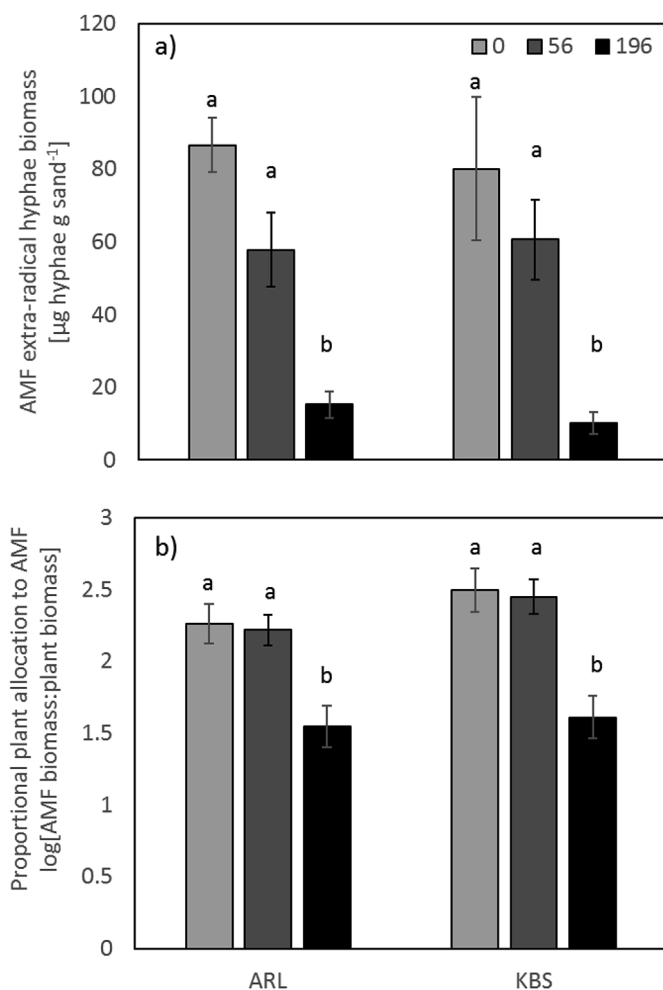 a)
0 56 196
AMF extra-radical hyphae biomass
[µg hyphae g sand⁻¹]
120
100
80
60
40
20
0
a
a
b
a
a
b
b)
Proportional plant allocation to AMF
log[AMF biomass:plant biomass]
3
2.5
2
1.5
1
0.5
0
a
a
b
a
a
b
ARL KBS